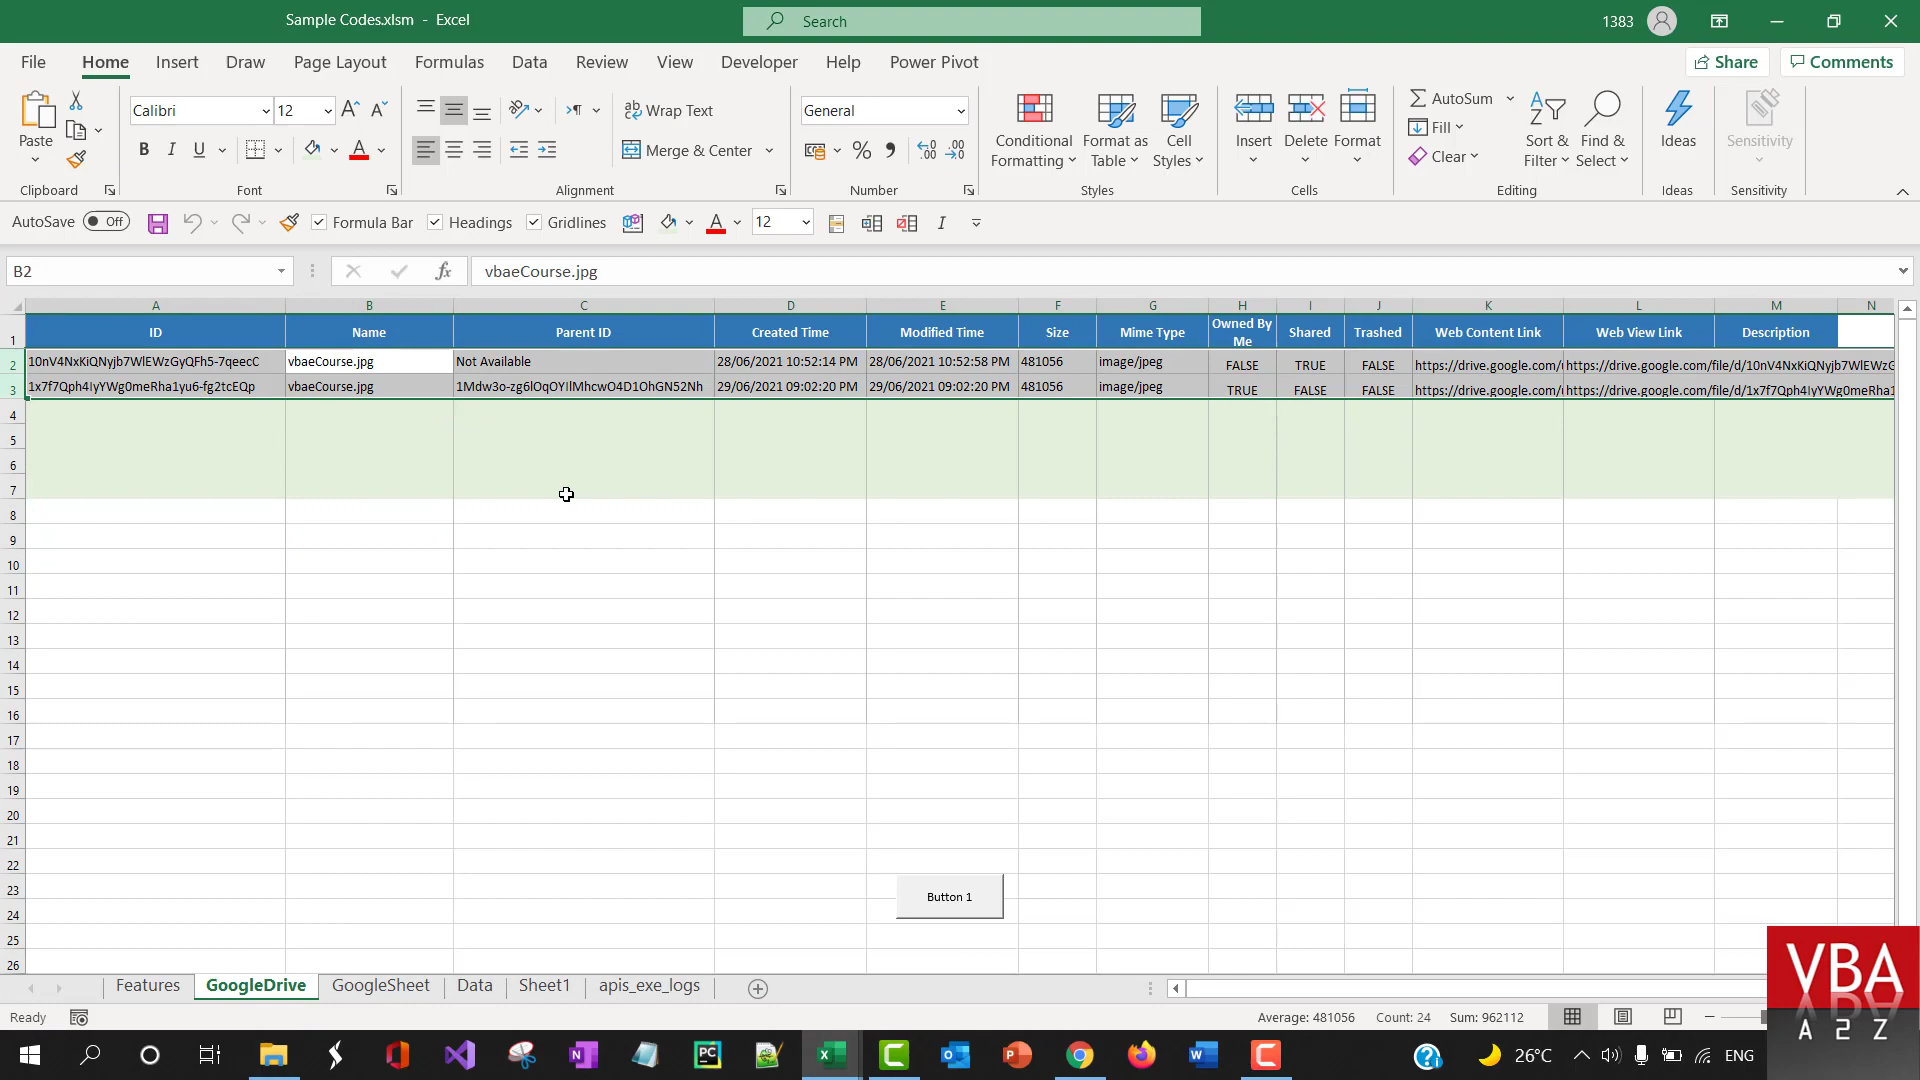 Sample Codes.xlsm - Excel
Search
1383
File Home Insert Draw Page Layout Formulas Data Review View Developer Help Power Pivot
Share Comments
Paste
Clipboard
Calibri 12
B I U A
Font
Wrap Text
Merge & Center
Alignment
General
Number
Conditional Formatting
Format as Table
Cell Styles
Styles
Insert Delete Format
Cells
AutoSum
Fill
Clear
Sort & Filter
Find & Select
Editing
Ideas
Ideas
Sensitivity
Sensitivity
AutoSave Off Formula Bar Headings Gridlines A 12 I
B2 fx vbaeCourse.jpg
A B C D E F G H I J K L M N
1 ID Name Parent ID Created Time Modified Time Size Mime Type Owned By Me Shared Trashed Web Content Link Web View Link Description
2 10nV4NxKiQNyjb7WlEWzGyQFh5-7qeecC vbaeCourse.jpg Not Available 28/06/2021 10:52:14 PM 28/06/2021 10:52:58 PM 481056 image/jpeg FALSE TRUE FALSE https://drive.google.com/ https://drive.google.com/file/d/10nV4NxKiQNyjb7WlEWzG
3 1x7f7Qph4IyYWg0meRha1yu6-fg2tcEQp vbaeCourse.jpg 1Mdw3o-zg6lOqOYIlMhcwO4D1OhGN52Nh 29/06/2021 09:02:20 PM 29/06/2021 09:02:20 PM 481056 image/jpeg TRUE FALSE FALSE https://drive.google.com/ https://drive.google.com/file/d/1x7f7Qph4IyYWg0meRha1
4
5
6
7
8
9
10
11
12
13
14
15
16
17
18
19
20
21
22
23
24
25
26
Button 1
Features GoogleDrive GoogleSheet Data Sheet1 apis_exe_logs
Ready
Average: 481056 Count: 24 Sum: 962112
VBA
A 2 Z
26°C ENG